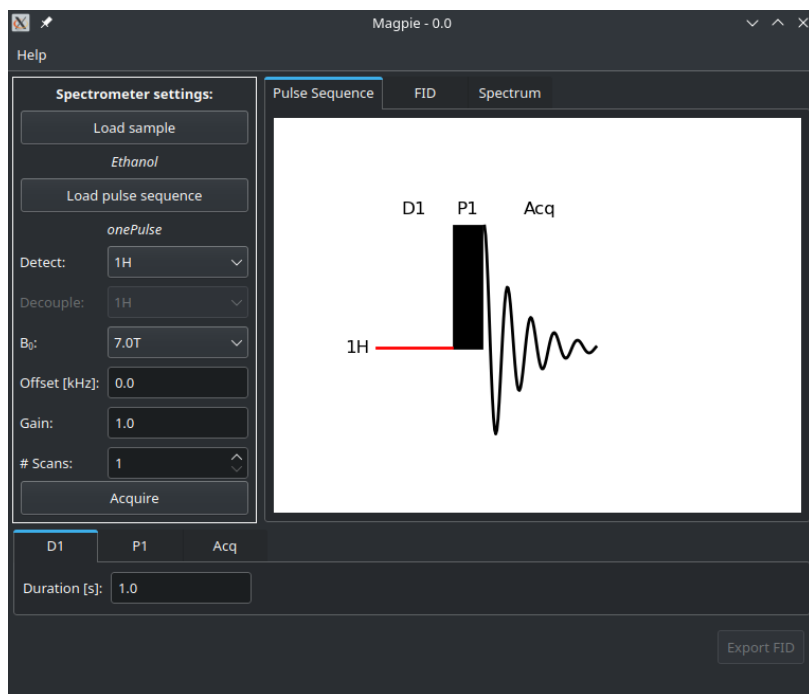 Magpie - 0.0
Help
Spectrometer settings:
Load sample
Ethanol
Load pulse sequence
onePulse
Detect: 1H
Decouple: 1H
B₀: 7.0T
Offset [kHz]: 0.0
Gain: 1.0
# Scans: 1
Acquire
Pulse Sequence FID Spectrum
D1 P1 Acq
1H
D1 P1 Acq
Duration [s]: 1.0
Export FID